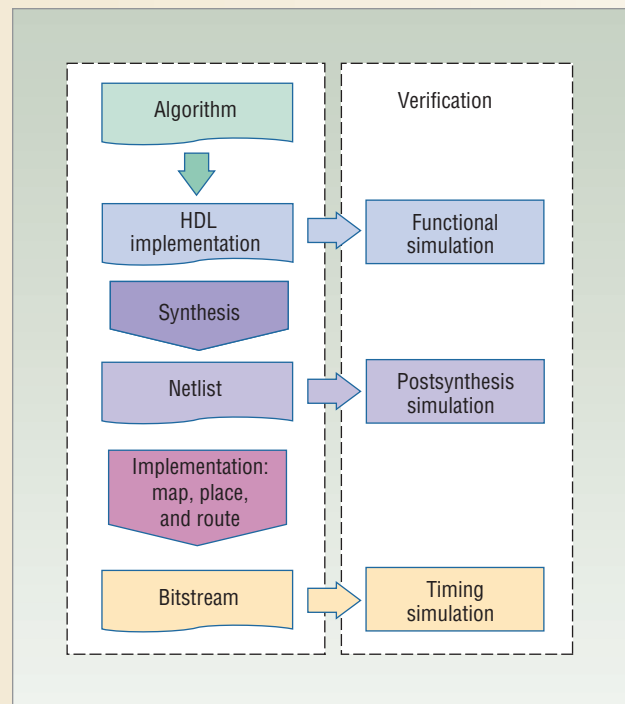 Algorithm
Verification
HDL
implementation
Functional
simulation
Synthesis
Netlist
Postsynthesis
simulation
Implementation:
map, place,
and route
Bitstream
Timing
simulation